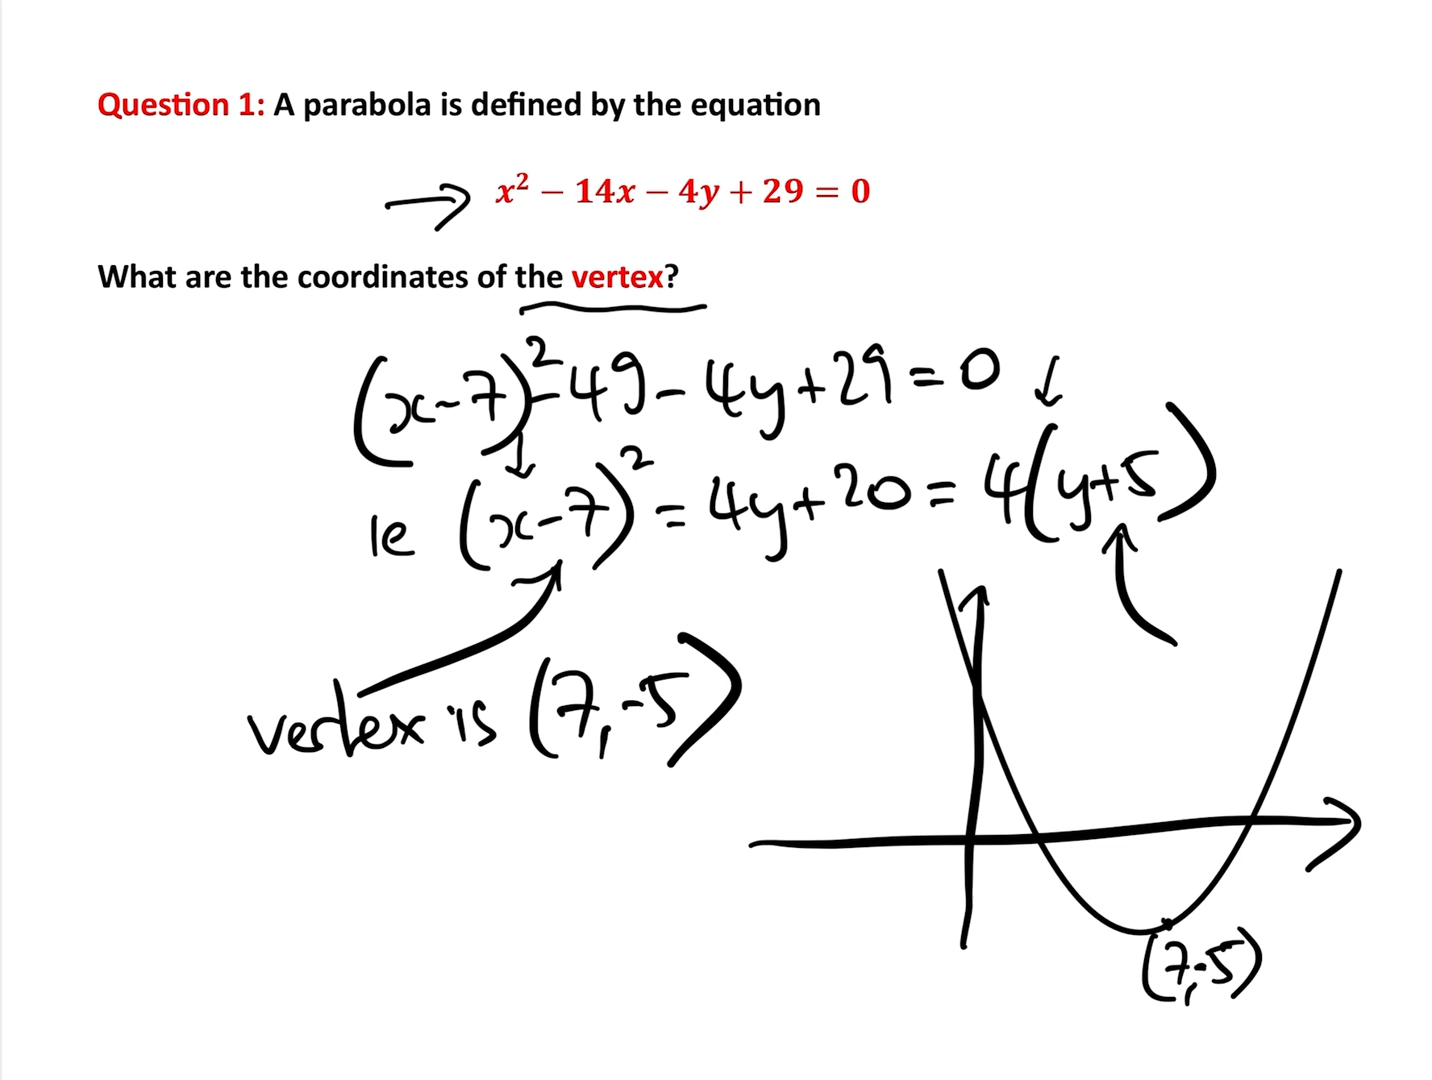 Question 1: A parabola is defined by the equation
x² − 14x − 4y + 29 = 0
What are the coordinates of the vertex?
(x-7)²-49-4y+29=0
ie (x-7)²=4y+20=4(y+5)
vertex is (7,-5)
(7,-5)